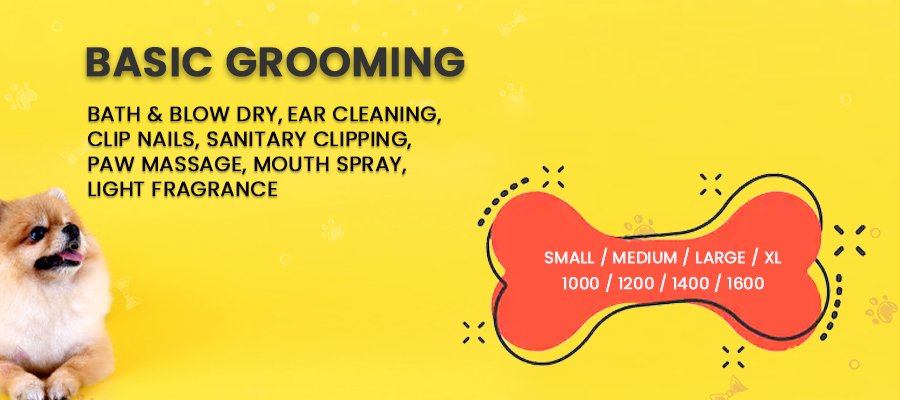 BASIC GROOMING
BATH & BLOW DRY, EAR CLEANING,
CLIP NAILS, SANITARY CLIPPING,
PAW MASSAGE, MOUTH SPRAY,
LIGHT FRAGRANCE
SMALL / MEDIUM / LARGE / XL
1000 / 1200 / 1400 / 1600